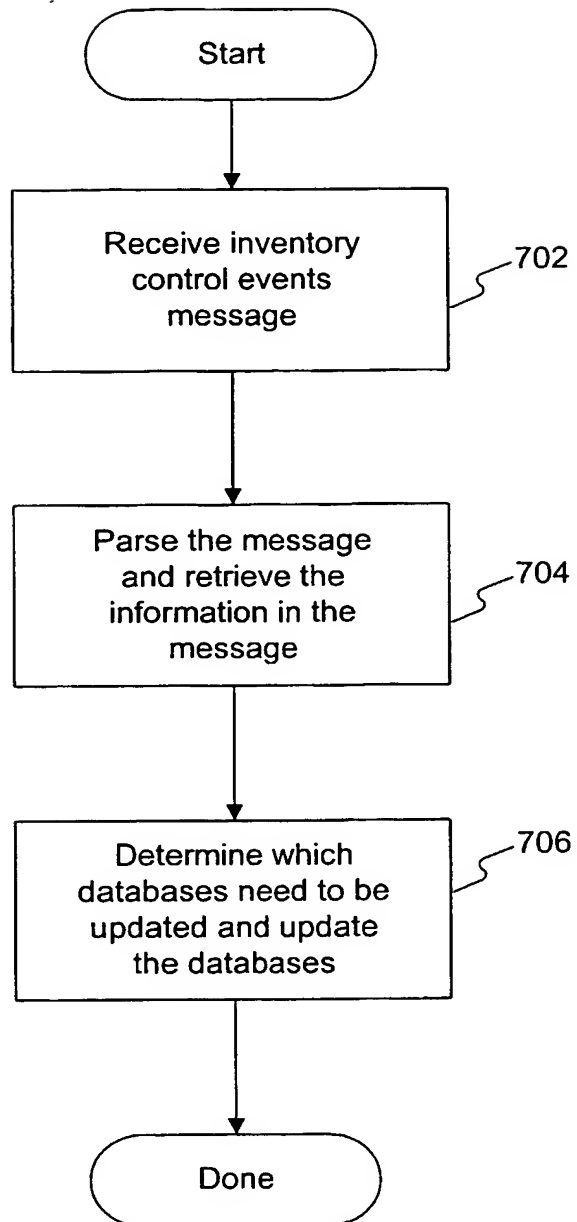 Start
Receive inventory
control events
message
702
Parse the message
and retrieve the
information in the
message
704
Determine which
databases need to be
updated and update
the databases
706
Done